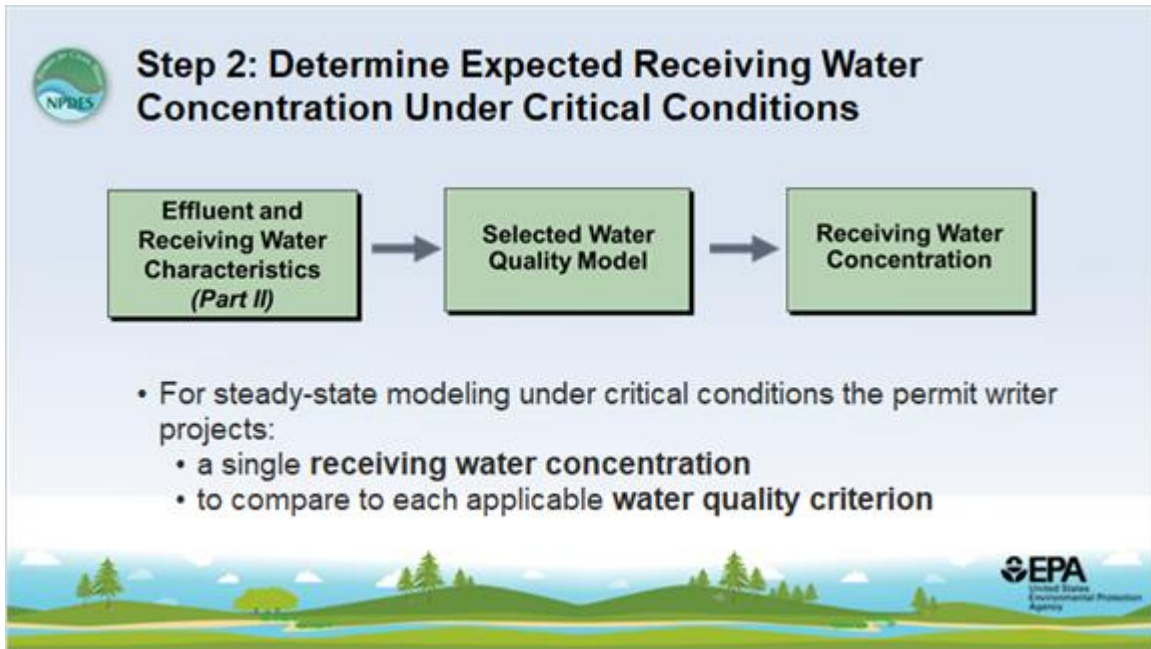 Step 2: Determine Expected Receiving Water
Concentration Under Critical Conditions
NPDES
Effluent and
Receiving Water
Characteristics
(Part II)
Selected Water
Quality Model
Receiving Water
Concentration
• For steady-state modeling under critical conditions the permit writer
projects:
• a single receiving water concentration
• to compare to each applicable water quality criterion
EPA
United States
Environmental Protection
Agency